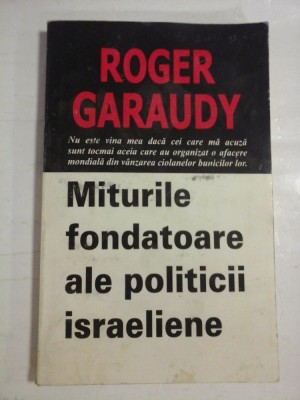 ROGER
GARAUDY
Nu este vina mea dacă cei care mă acuză
sunt tocmai aceia care au organizat o afacere
mondială din vânzarea ciolanelor bunicilor lor.
Miturile
fondatoare
ale politicii
israeliene